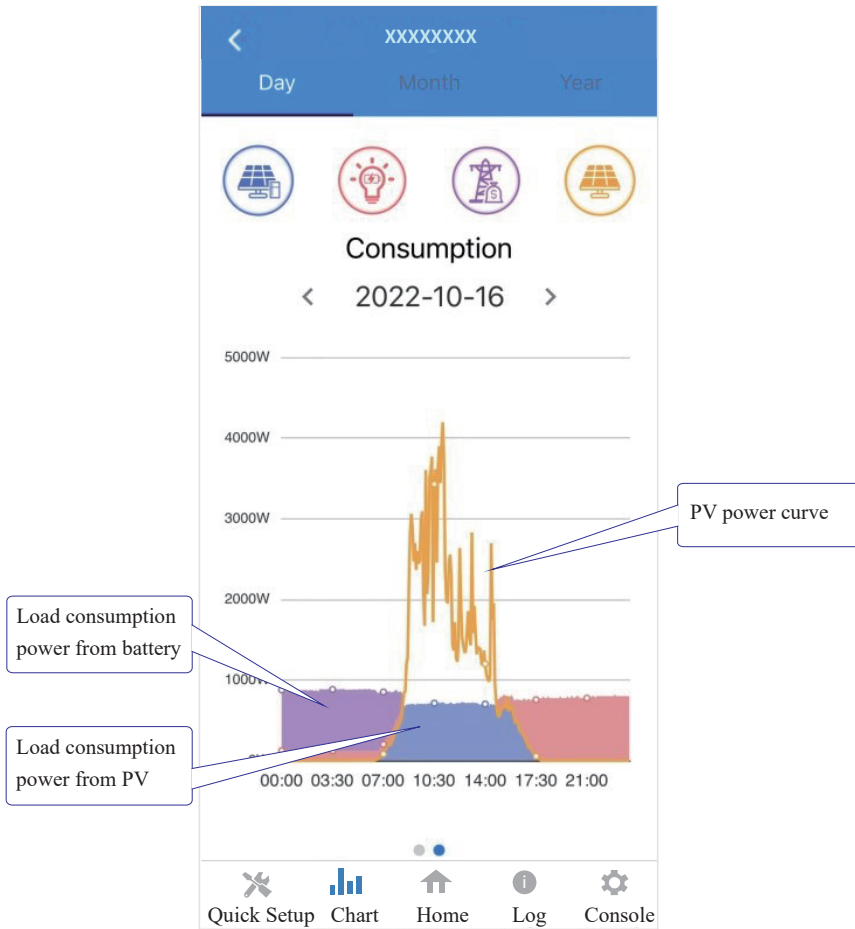 XXXXXXXX
Day Month Year
Consumption
2022-10-16
5000W
4000W
3000W
PV power curve
2000W
Load consumption
power from battery
1000W
Load consumption
power from PV
00:00 03:30 07:00 10:30 14:00 17:30 21:00
Quick Setup Chart Home Log Console